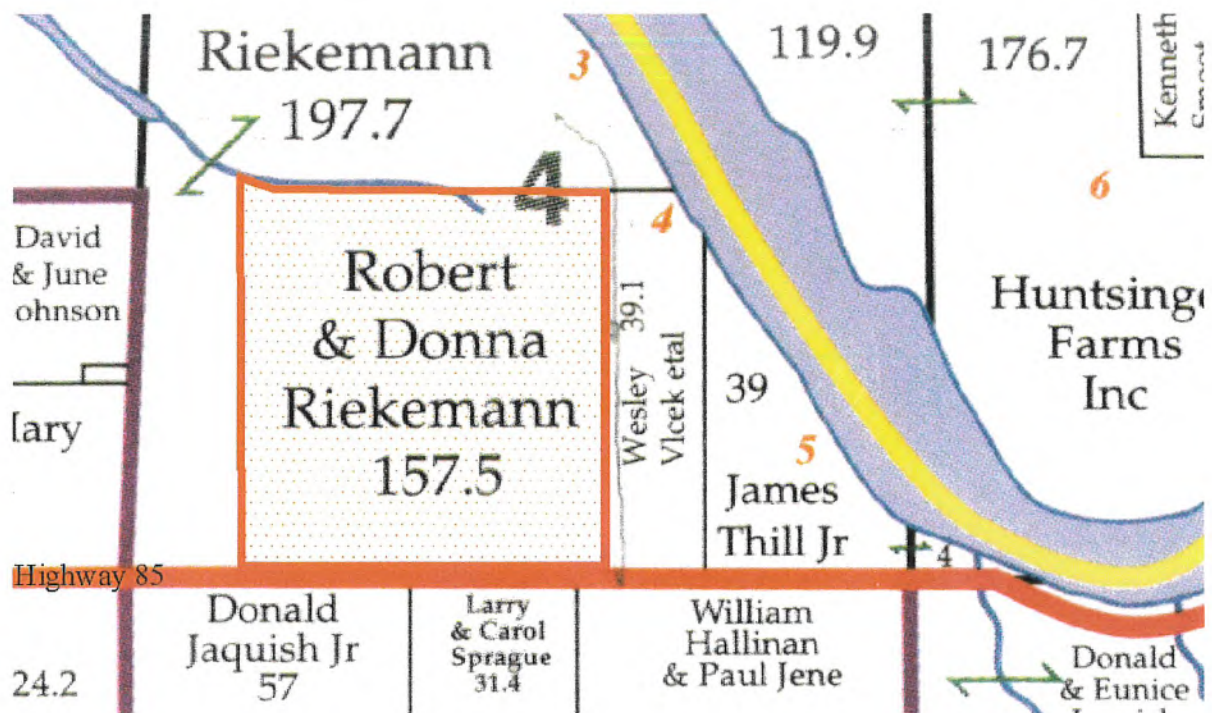 Riekemann
197.7
3
119.9
176.7
Kenneth
4
4
6
David
& June
ohnson
Robert
& Donna
Riekemann
157.5
Wesley 39.1
Vlcek etal
39
5
James
Thill Jr
4
Huntsing
Farms
Inc
ary
Highway 85
Donald
Jaquish Jr
57
Larry
& Carol
Sprague
31.4
William
Hallinan
& Paul Jene
Donald
& Eunice
24.2